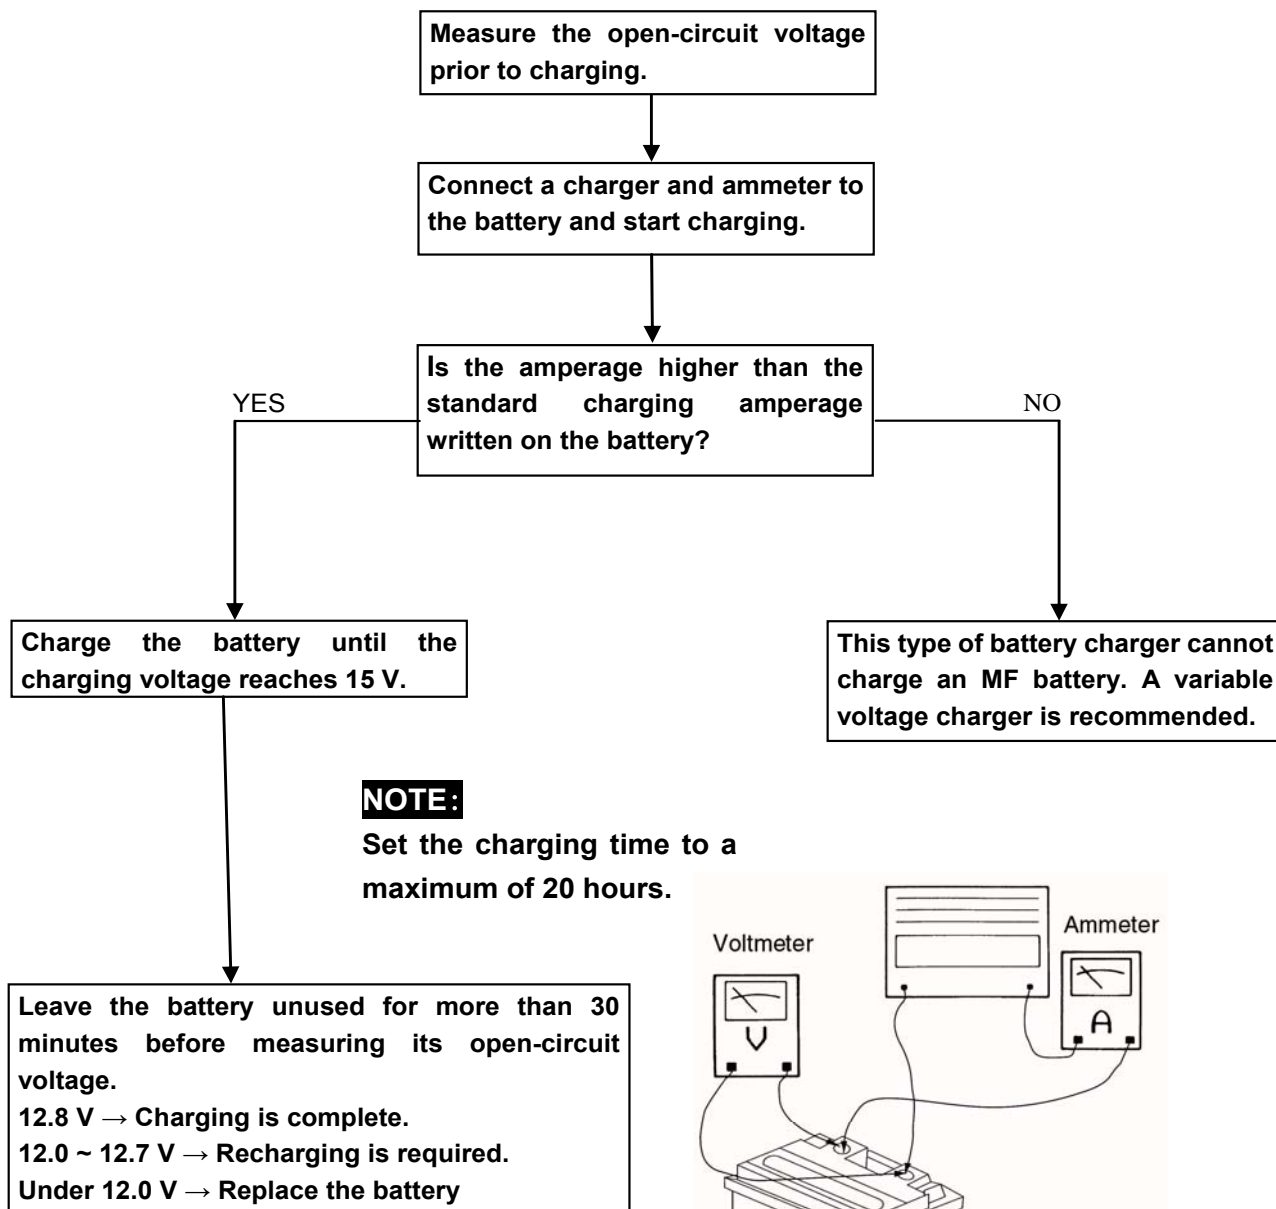 Measure the open-circuit voltage
prior to charging.
Connect a charger and ammeter to
the battery and start charging.
Is the amperage higher than the
standard charging amperage
written on the battery?
YES
NO
Charge the battery until the
charging voltage reaches 15 V.
This type of battery charger cannot
charge an MF battery. A variable
voltage charger is recommended.
NOTE:
Set the charging time to a
maximum of 20 hours.
Voltmeter
Ammeter
V
A
Leave the battery unused for more than 30
minutes before measuring its open-circuit
voltage.
12.8 V → Charging is complete.
12.0 ~ 12.7 V → Recharging is required.
Under 12.0 V → Replace the battery